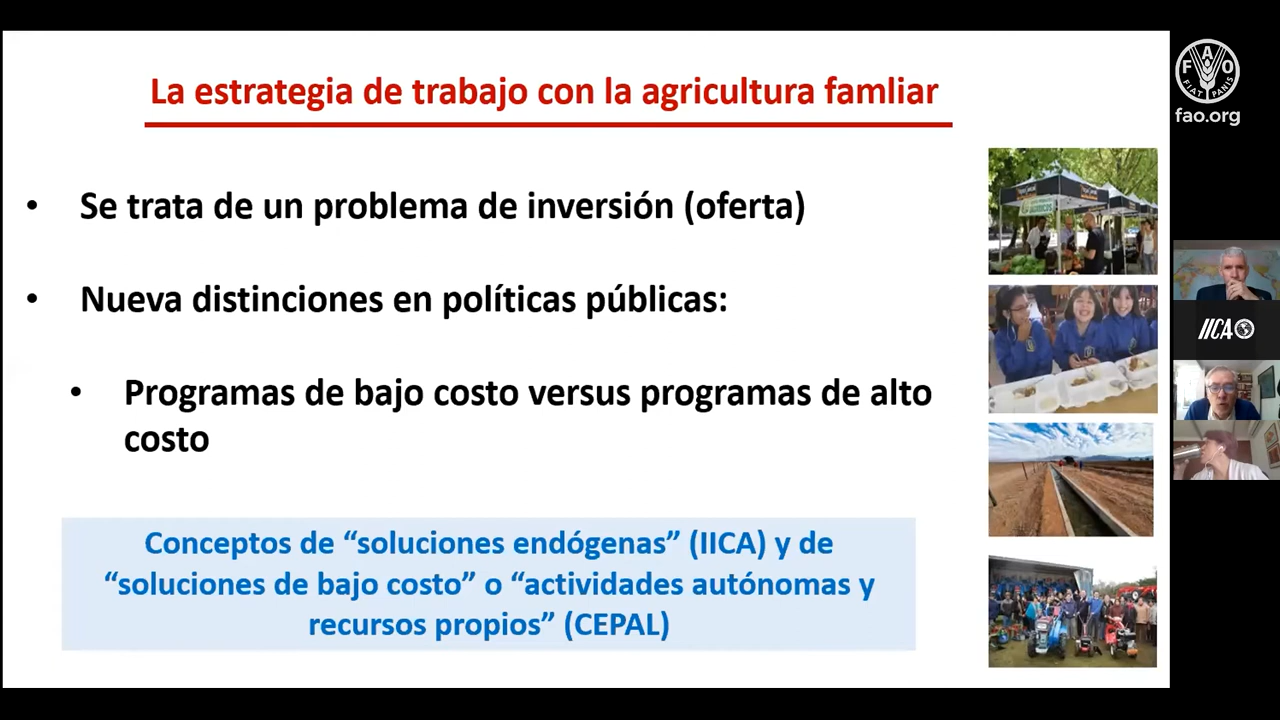 La estrategia de trabajo con la agricultura famliar
• Se trata de un problema de inversión (oferta)
• Nueva distinciones en políticas públicas:
• Programas de bajo costo versus programas de alto
costo
Conceptos de “soluciones endógenas” (IICA) y de
“soluciones de bajo costo” o “actividades autónomas y
recursos propios” (CEPAL)
FAO
FIAT PANIS
fao.org
IICA